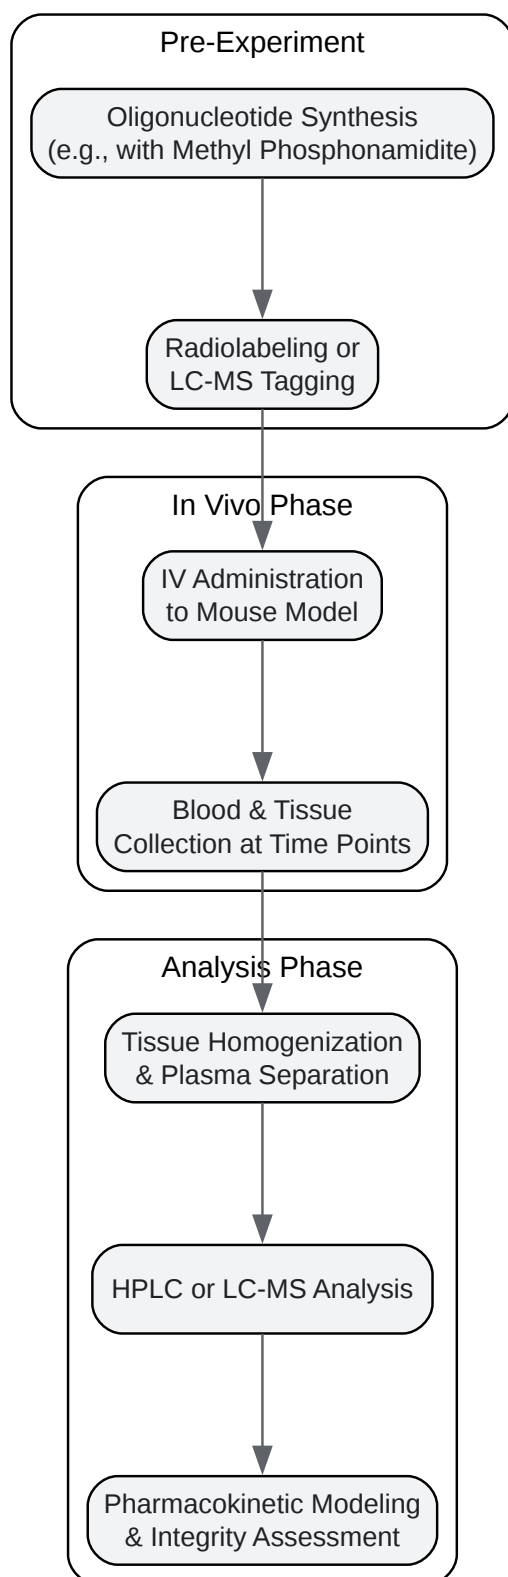 Pre-Experiment
Oligonucleotide Synthesis
(e.g., with Methyl Phosphonamidite)
Radiolabeling or
LC-MS Tagging
In Vivo Phase
IV Administration
to Mouse Model
Blood & Tissue
Collection at Time Points
Analysis Phase
Tissue Homogenization
& Plasma Separation
HPLC or LC-MS Analysis
Pharmacokinetic Modeling
& Integrity Assessment